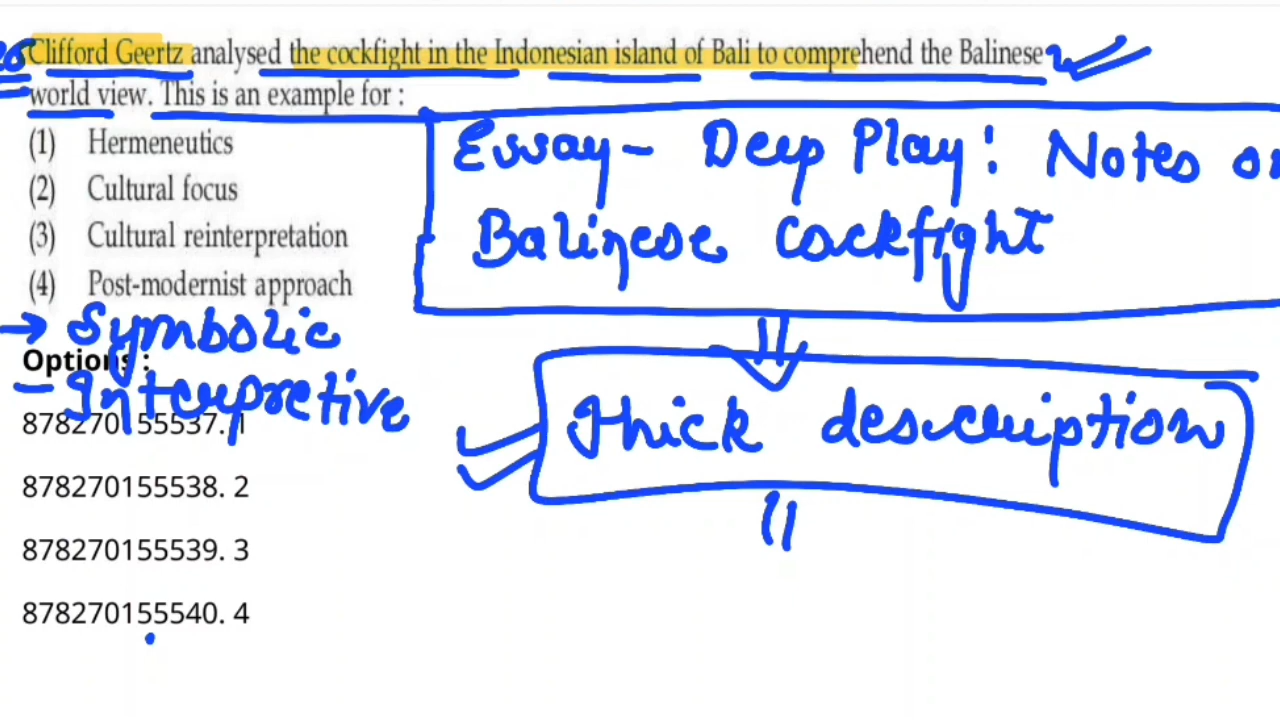 Clifford Geertz analysed the cockfight in the Indonesian island of Bali to comprehend the Balinese
world view. This is an example for :
(1) Hermeneutics
(2) Cultural focus
(3) Cultural reinterpretation
(4) Post-modernist approach
Essay- Deep Play: Notes on
Balinese cockfight
→ Symbolic
Options :
- Interpretive
thick description
878270155537. 1
878270155538. 2
878270155539. 3
878270155540. 4